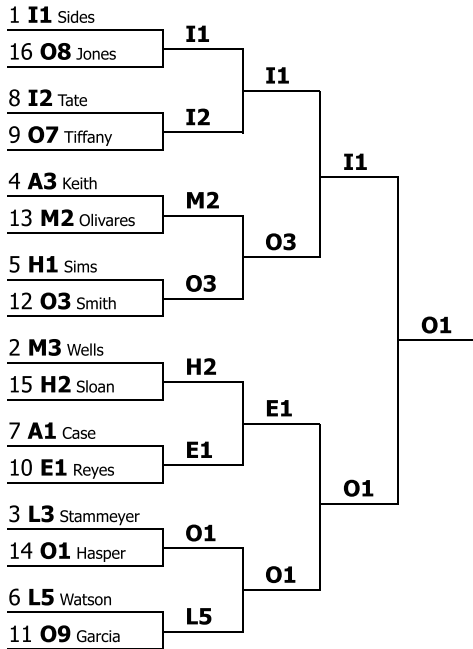 1 I1 Sides
16 O8 Jones
8 I2 Tate
9 O7 Tiffany
4 A3 Keith
13 M2 Olivares
5 H1 Sims
12 O3 Smith
2 M3 Wells
15 H2 Sloan
7 A1 Case
10 E1 Reyes
3 L3 Stammeyer
14 O1 Hasper
6 L5 Watson
11 O9 Garcia
I1
I2
M2
O3
H2
E1
O1
L5
I1
O3
E1
O1
I1
O1
O1